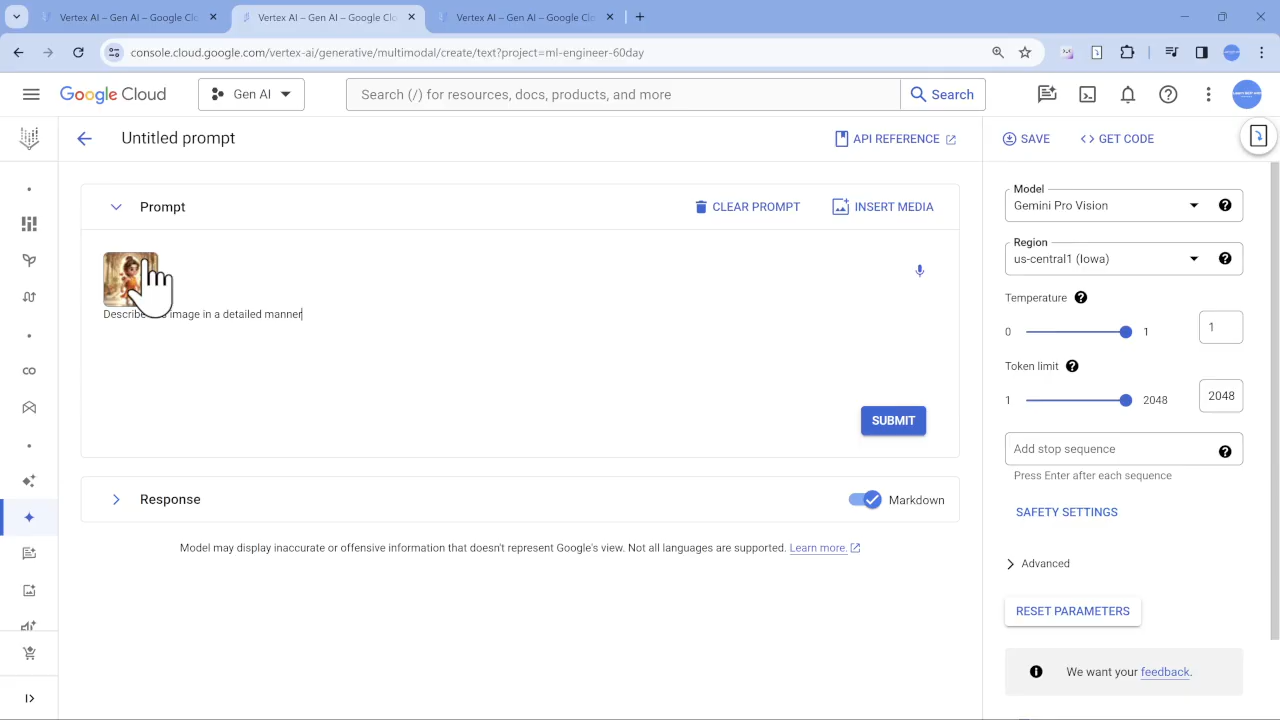 Vertex AI – Gen AI – Google Clo
Vertex AI – Gen AI – Google Clo
Vertex AI – Gen AI – Google Clo
console.cloud.google.com/vertex-ai/generative/multimodal/create/text?project=ml-engineer-60day
Google Cloud
Gen AI
Search (/) for resources, docs, products, and more
Search
Untitled prompt
API REFERENCE
SAVE
GET CODE
Prompt
CLEAR PROMPT
INSERT MEDIA
Describe image in a detailed manner
SUBMIT
Response
Markdown
Model may display inaccurate or offensive information that doesn't represent Google's view. Not all languages are supported. Learn more.
Model
Gemini Pro Vision
Region
us-central1 (Iowa)
Temperature
0 1 1
Token limit
1 2048 2048
Add stop sequence
Press Enter after each sequence
SAFETY SETTINGS
Advanced
RESET PARAMETERS
We want your feedback.